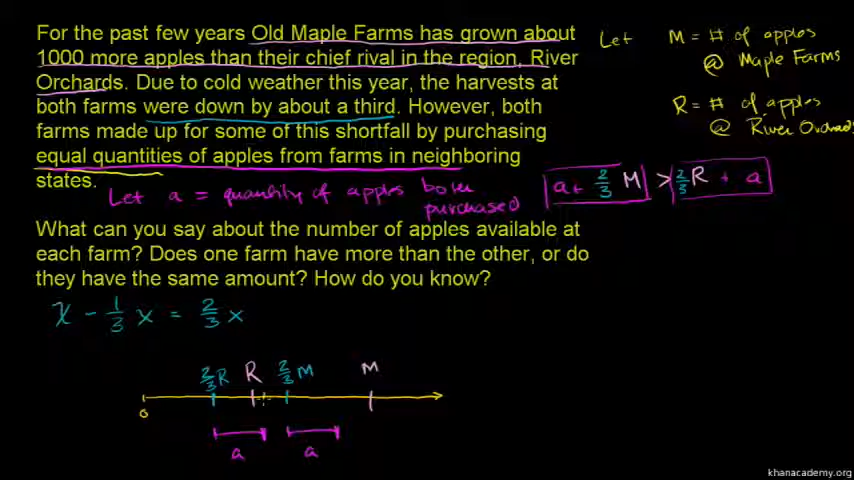 For the past few years Old Maple Farms has grown about
1000 more apples than their chief rival in the region, River
Orchards. Due to cold weather this year, the harvests at
both farms were down by about a third. However, both
farms made up for some of this shortfall by purchasing
equal quantities of apples from farms in neighboring
states.
Let a = quantity of apples both
purchased
Let M = # of apples
@ Maple Farms
R = # of apples
@ River Orchards
a + 2/3 M > 2/3 R + a
What can you say about the number of apples available at
each farm? Does one farm have more than the other, or do
they have the same amount? How do you know?
x - 1/3 x = 2/3 x
2/3 R R 2/3 M M
0
a a
khanacademy.org